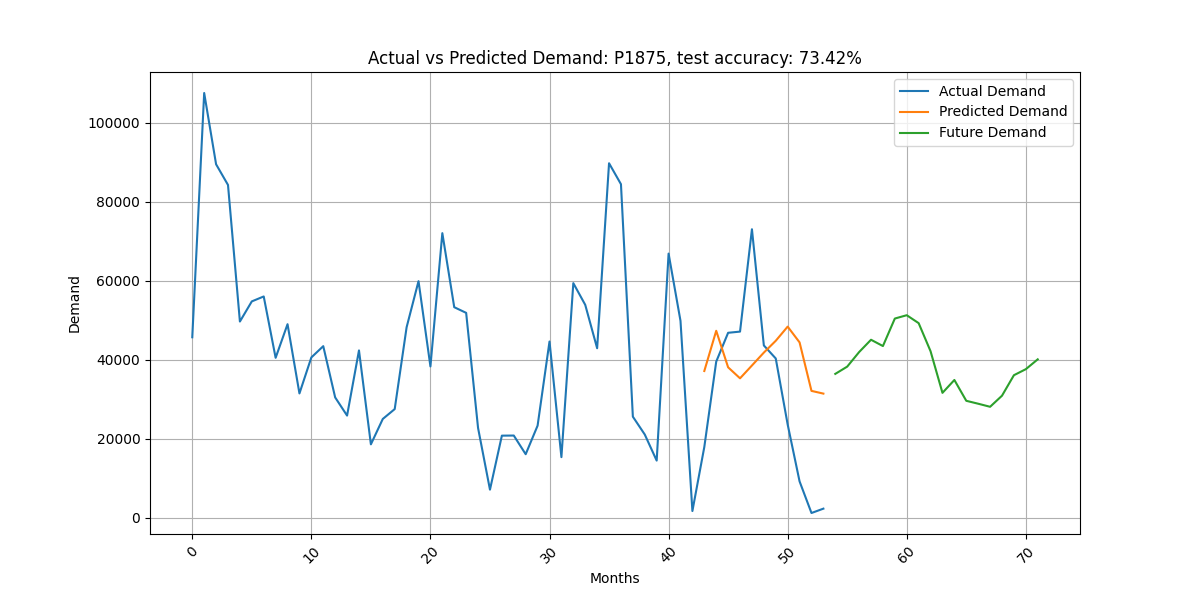 Actual vs Predicted Demand: P1875, test accuracy: 73.42%
Actual Demand
Predicted Demand
Future Demand
100000
80000
60000
40000
20000
0
Demand
0 10 20 30 40 50 60 70
Months